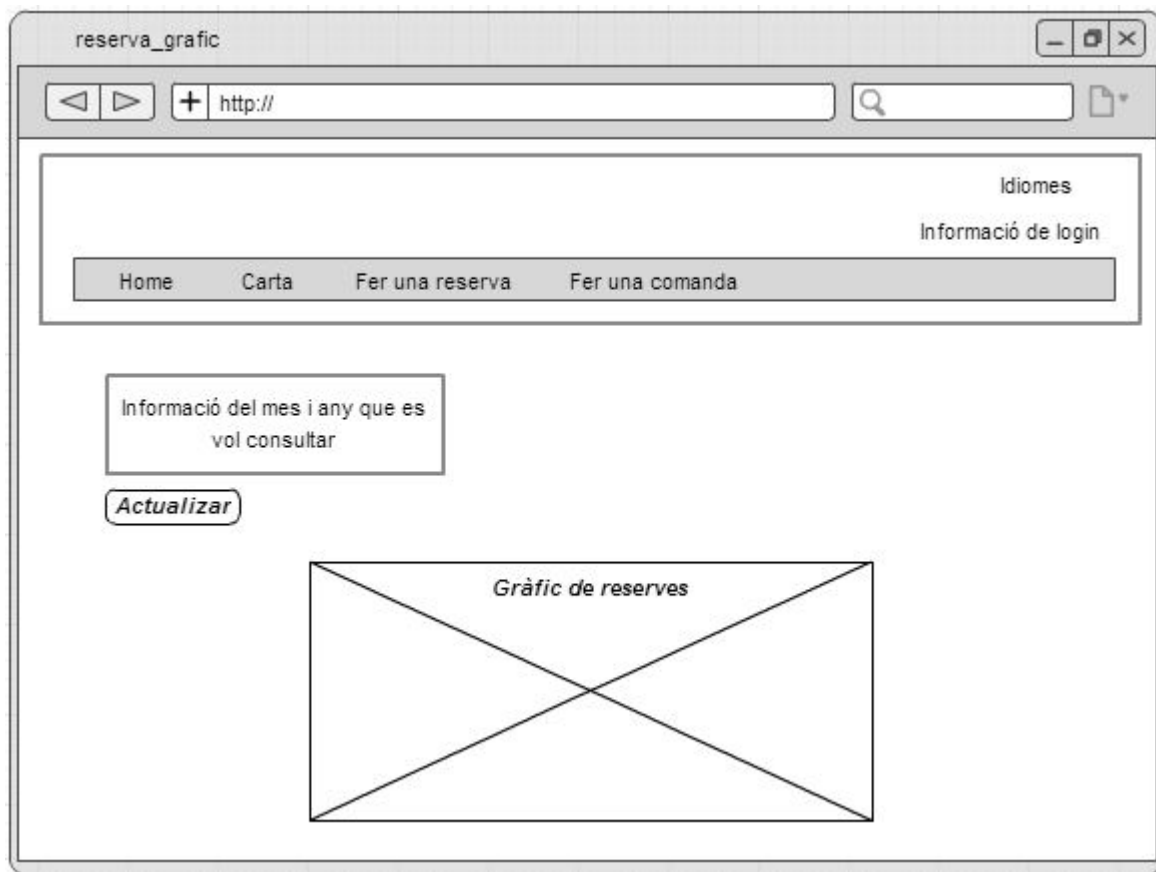 reserva_grafic
http://
Idiomes
Informació de login
Home Carta Fer una reserva Fer una comanda
Informació del mes i any que es
vol consultar
Actualizar
Gràfic de reserves